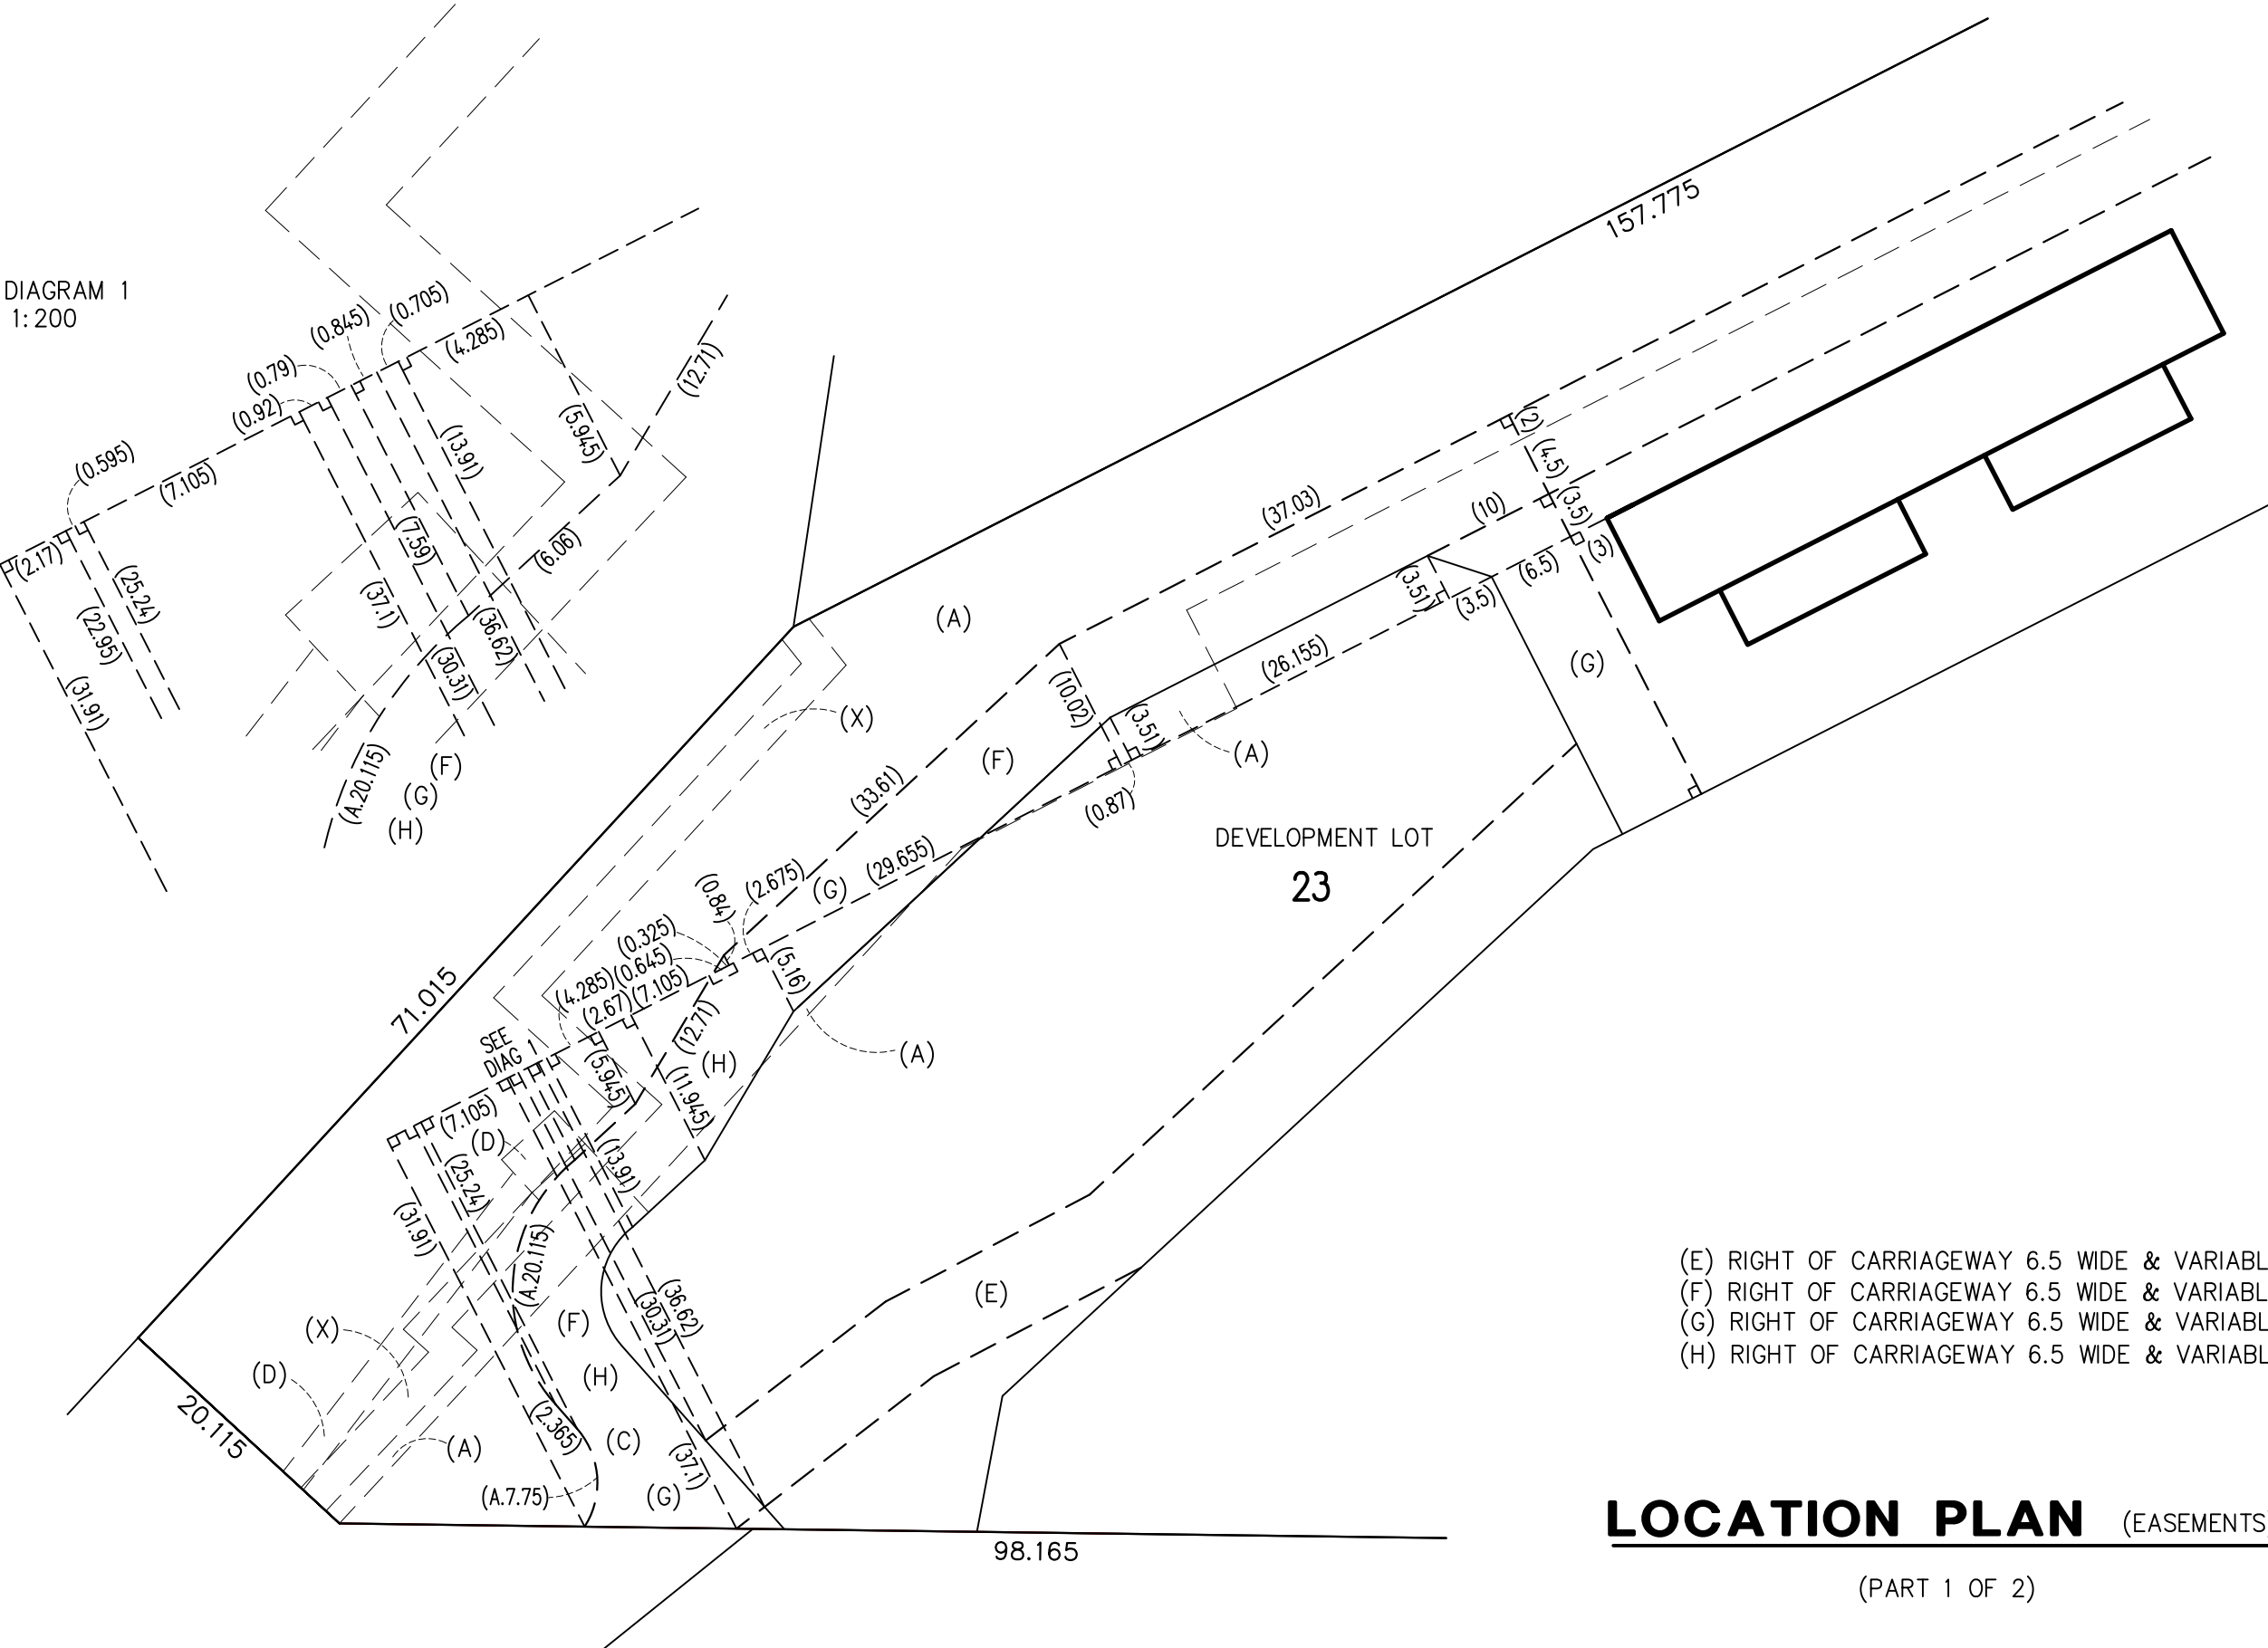 DIAGRAM 1
1:200
(0.705)
(0.845)
(4.285)
(0.79)
(0.92)
(12.71)
(5.945)
(13.91)
(0.595)
(7.105)
(2.17)
(7.59)
(6.06)
(25.24)
(37.1)
(22.95)
(36.62)
(30.31)
(31.91)
(A.20.115)
(F)
(G)
(H)
157.775
(2)
(4.5)
(3.5)
(3)
(10)
(37.03)
(6.5)
(3.51)
(3.5)
(A)
(26.155)
(G)
(10.02)
(3.51)
(X)
(A)
(F)
(0.87)
(33.61)
DEVELOPMENT LOT
23
(29.655)
(G)
(2.675)
(0.84)
(0.325)
(0.645)
(4.285)
(7.105)
(2.67)
(5.16)
71.015
SEE
DIAG 1
(12.71)
(A)
(H)
(5.945)
(11.945)
(7.105)
(D)
(13.91)
(25.24)
(31.91)
(A.20.115)
(36.62)
(30.31)
(E)
(F)
(X)
(H)
(D)
20.115
(2.365)
(C)
(A)
(37.1)
(A.7.75)
(G)
98.165
(E) RIGHT OF CARRIAGEWAY 6.5 WIDE & VARIABL
(F) RIGHT OF CARRIAGEWAY 6.5 WIDE & VARIABL
(G) RIGHT OF CARRIAGEWAY 6.5 WIDE & VARIABL
(H) RIGHT OF CARRIAGEWAY 6.5 WIDE & VARIABL
LOCATION PLAN (EASEMENTS)
(PART 1 OF 2)